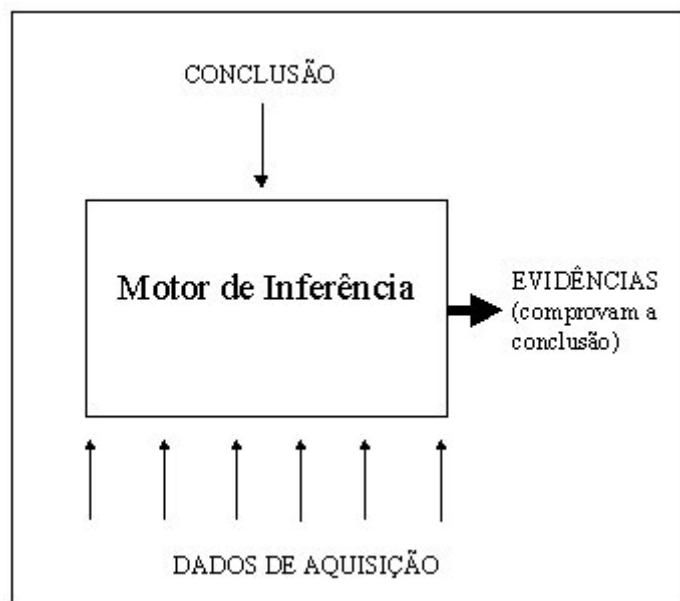 CONCLUSÃO
Motor de Inferência
EVIDÊNCIAS
(comprovam a
conclusão)
DADOS DE AQUISIÇÃO